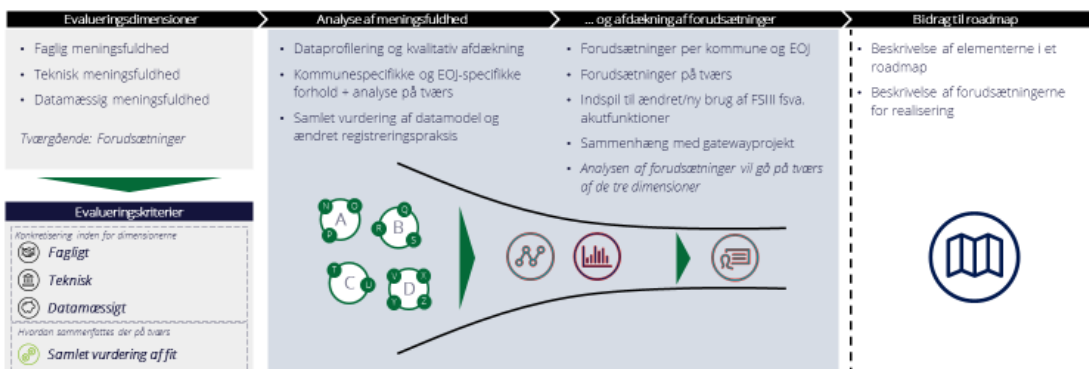 Evalueringsdimensioner
• Faglig meningsfuldhed
• Teknisk meningsfuldhed
• Datamæssig meningsfuldhed
Tværgående: Forudsætninger
Evalueringskriterier
Konkretisering inden for dimensionerne
Fagligt
Teknisk
Datamæssigt
Hvordan sammenfattes der på tværs
Samlet vurdering af fit
Analyse af meningsfuldhed
• Dataprofilering og kvalitativ afdækning
• Kommunespecifikke og EOJ-specifikke
forhold + analyse på tværs
• Samlet vurdering af datamodel og
ændret registreringspraksis
N O A P
Q B R S
T C U
V X D Y Z
... og afdækning af forudsætninger
• Forudsætninger per kommune og EOJ
• Forudsætninger på tværs
• Indspil til ændret/ny brug af FSIII fsva.
akutfunktioner
• Sammenhæng med gatewayprojekt
• Analysen af forudsætninger vil gå på tværs
af de tre dimensioner
Bidrag til roadmap
• Beskrivelse af elementerne i et
roadmap
• Beskrivelse af forudsætningerne
for realisering